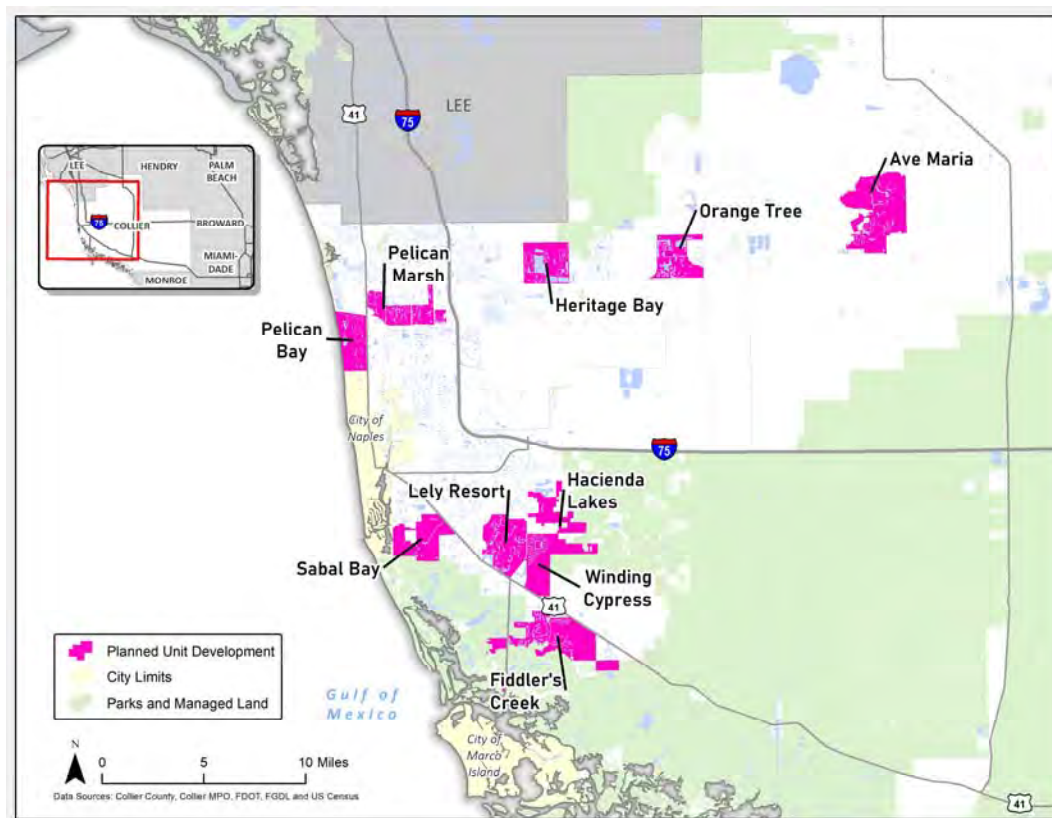 41
75
LEE
LEE
HENDRY
PALM
BEACH
75
COLLIER
BROWARD
MIAMI-
DADE
MONROE
Ave Maria
Orange Tree
Pelican
Marsh
Heritage Bay
Pelican
Bay
City of
Naples
75
Lely Resort
Hacienda
Lakes
Sabal Bay
Winding
Cypress
41
Fiddler's
Creek
Planned Unit Development
City Limits
Parks and Managed Land
Gulf of
Mexico
City of
Marco
Island
N
0 5 10 Miles
Data Sources: Collier County, Collier MPO, FDOT, FGDL and US Census
41